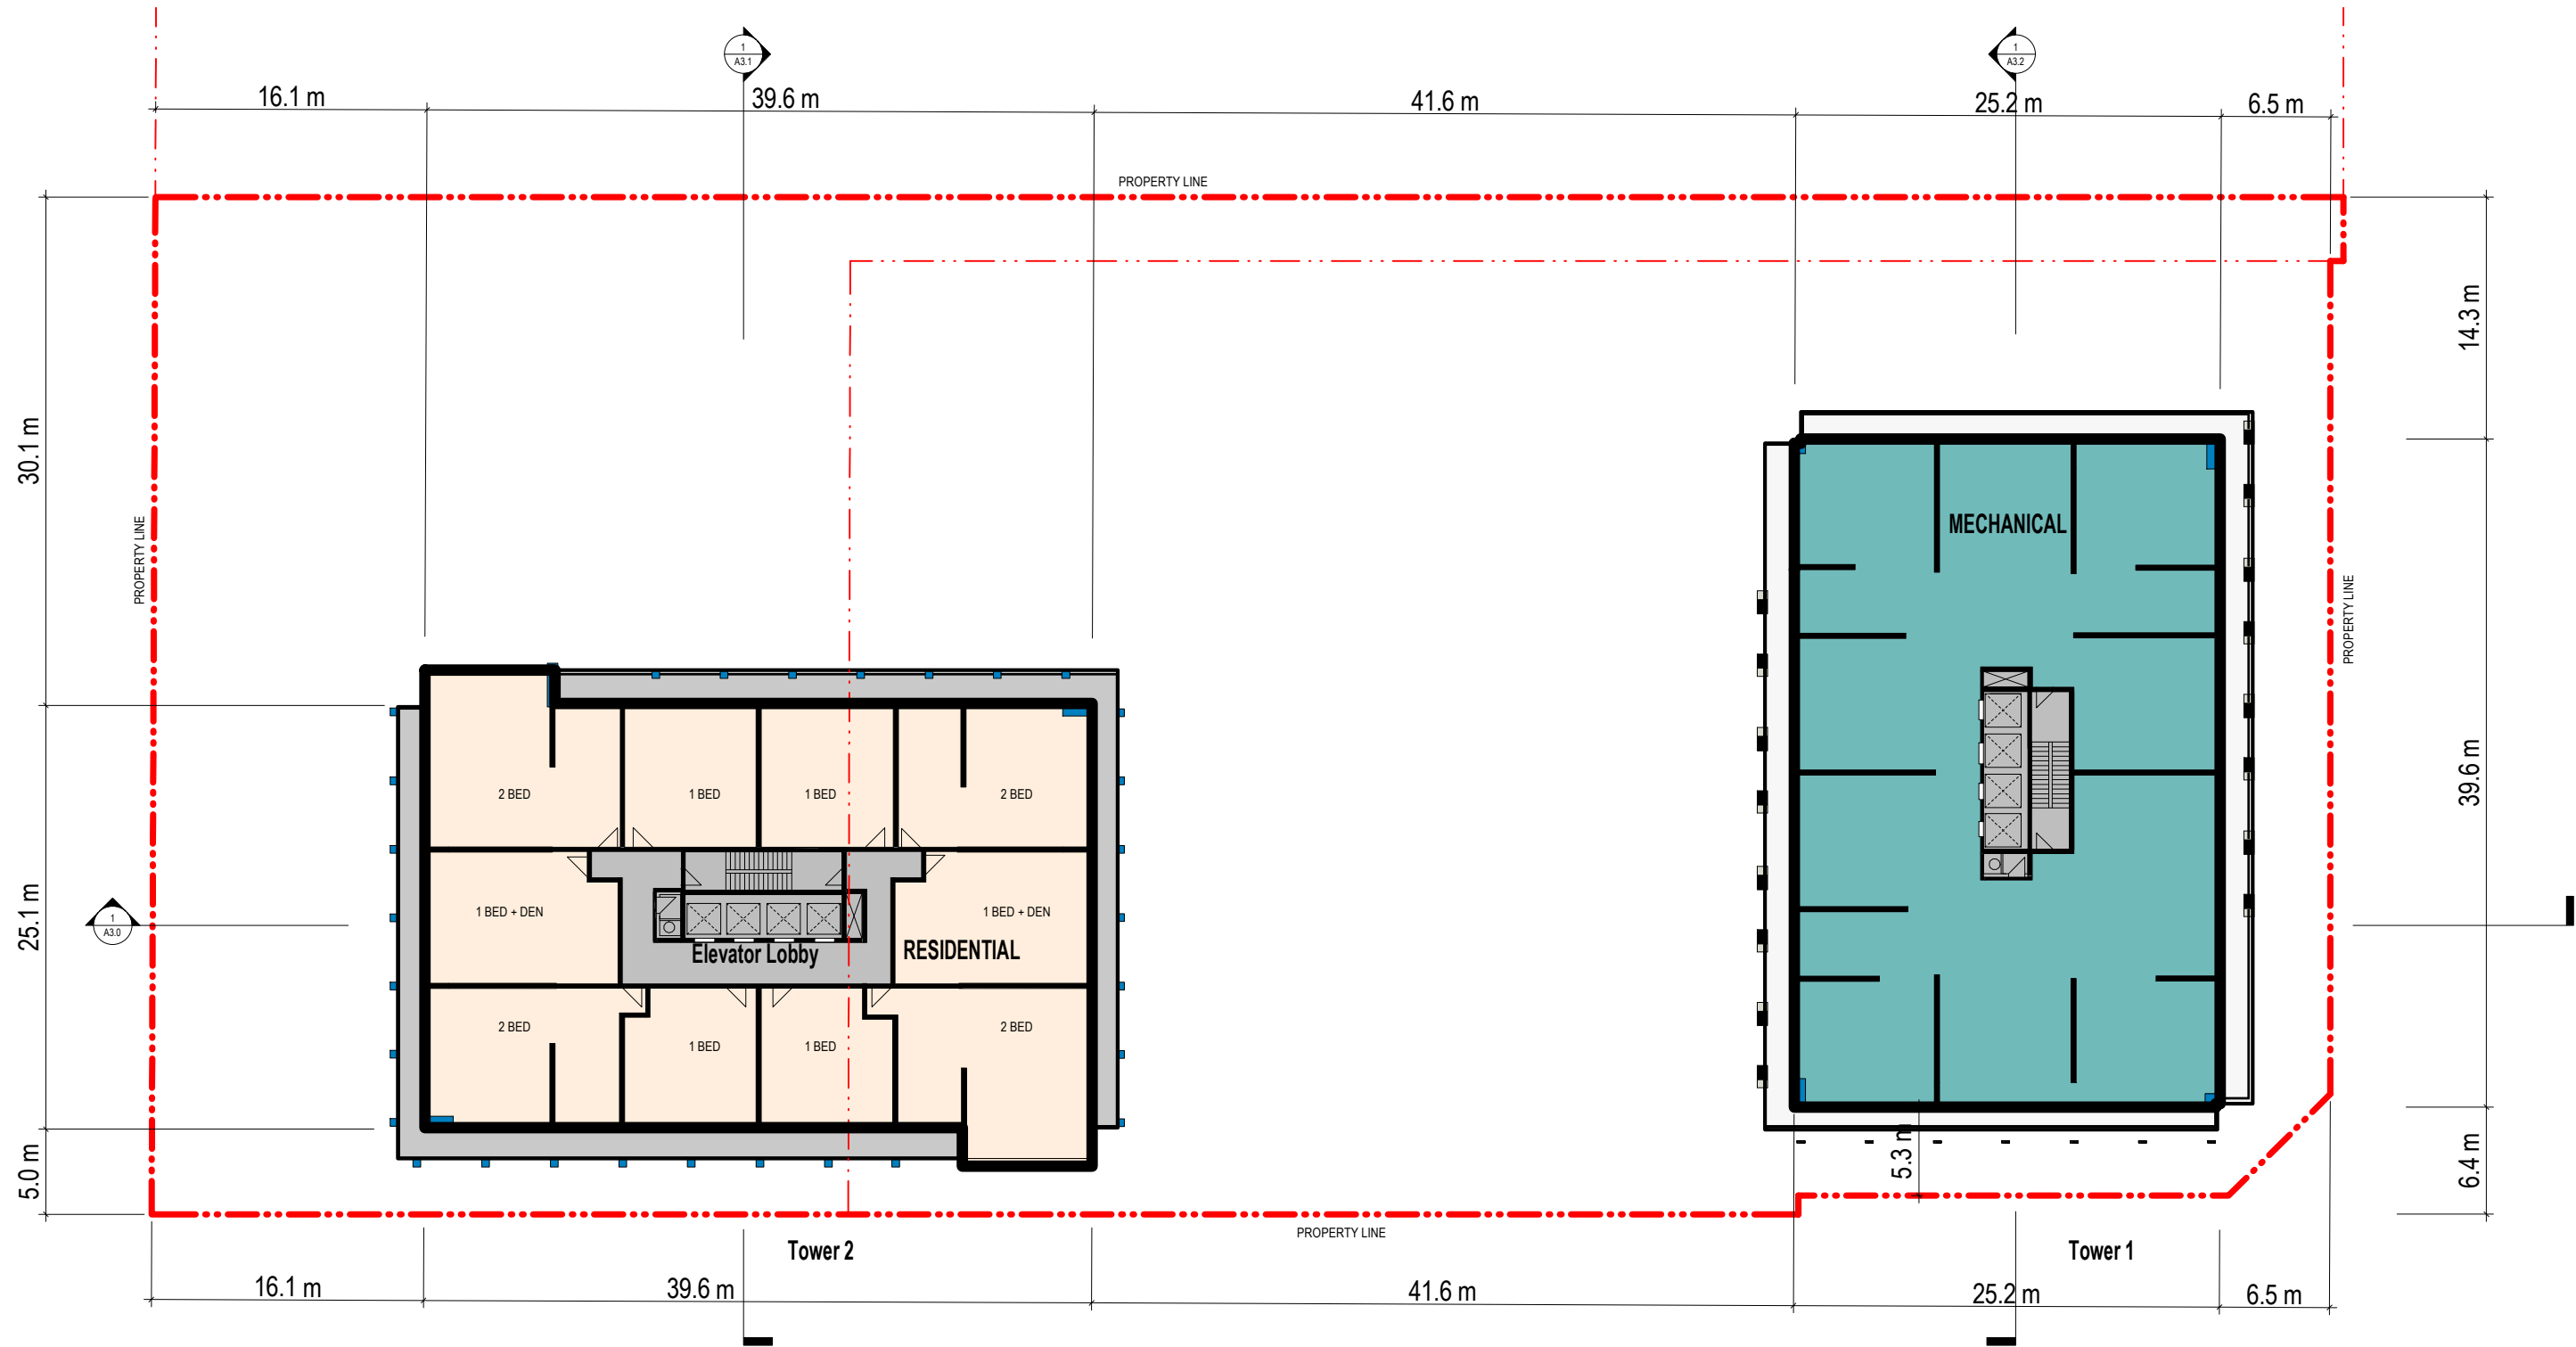 1
A3.1
1
A3.2
16.1 m
39.6 m
41.6 m
25.2 m
6.5 m
PROPERTY LINE
14.3 m
30.1 m
PROPERTY LINE
MECHANICAL
PROPERTY LINE
39.6 m
2 BED
1 BED
1 BED
2 BED
1 BED + DEN
1 BED + DEN
25.1 m
1
A3.0
Elevator Lobby
RESIDENTIAL
2 BED
1 BED
1 BED
2 BED
5.0 m
5.3 m
6.4 m
PROPERTY LINE
Tower 2
Tower 1
16.1 m
39.6 m
41.6 m
25.2 m
6.5 m